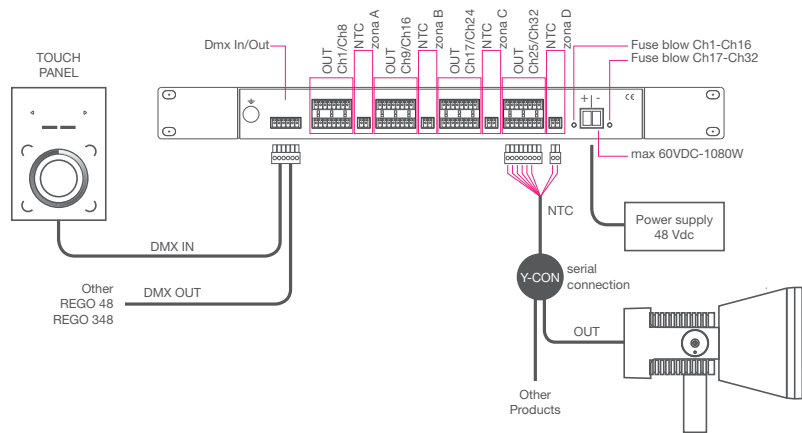 TOUCH
PANEL
Dmx In/Out
OUT
Ch1/Ch8
NTC
zona A
OUT
Ch9/Ch16
NTC
zona B
OUT
Ch17/Ch24
NTC
zona C
OUT
Ch25/Ch32
NTC
zona D
Fuse blow Ch1-Ch16
Fuse blow Ch17-Ch32
+ -
CE
max 60VDC-1080W
NTC
Power supply
48 Vdc
DMX IN
Y-CON
serial
connection
Other
REGO 48
REGO 348
DMX OUT
OUT
Other
Products